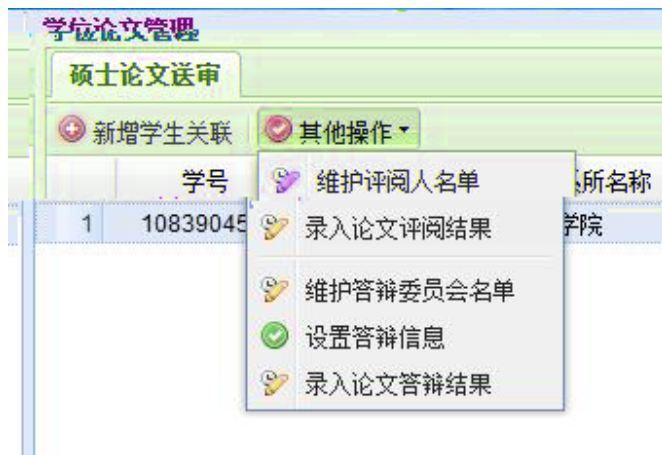 学位论文管理
硕士论文送审
新增学生关联 其他操作
学号 所名称
1 10839045 学院
维护评阅人名单
录入论文评阅结果
维护答辩委员会名单
设置答辩信息
录入论文答辩结果